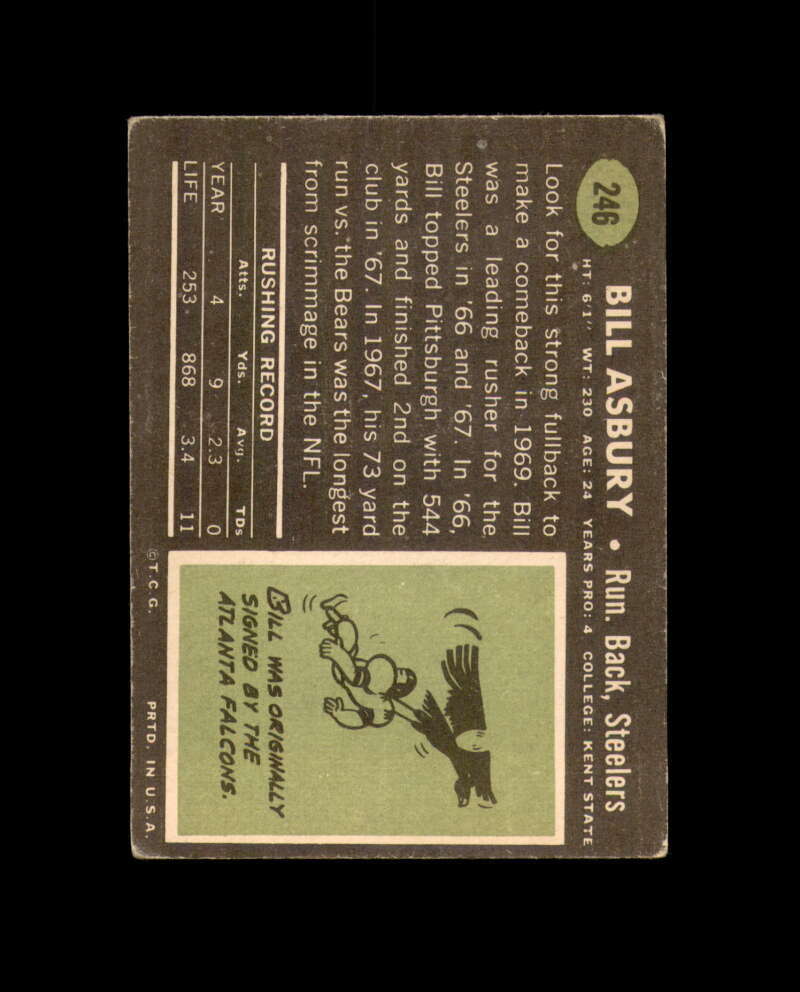 246
BILL ASBURY • Run. Back, Steelers
HT: 6'1" WT: 230 AGE: 24 YEARS PRO: 4 COLLEGE: KENT STATE
Look for this strong fullback to
make a comeback in 1969. Bill
was a leading rusher for the
Steelers in '66 and '67. In '66,
Bill topped Pittsburgh with 544
yards and finished 2nd on the
club in '67. In 1967, his 73 yard
run vs. the Bears was the longest
from scrimmage in the NFL.
RUSHING RECORD
Atts. Yds. Avg. TDs
YEAR 4 9 2.3 0
LIFE 253 868 3.4 11
BILL WAS ORIGINALLY
SIGNED BY THE
ATLANTA FALCONS.
©T.C.G. PRTD. IN U.S.A.